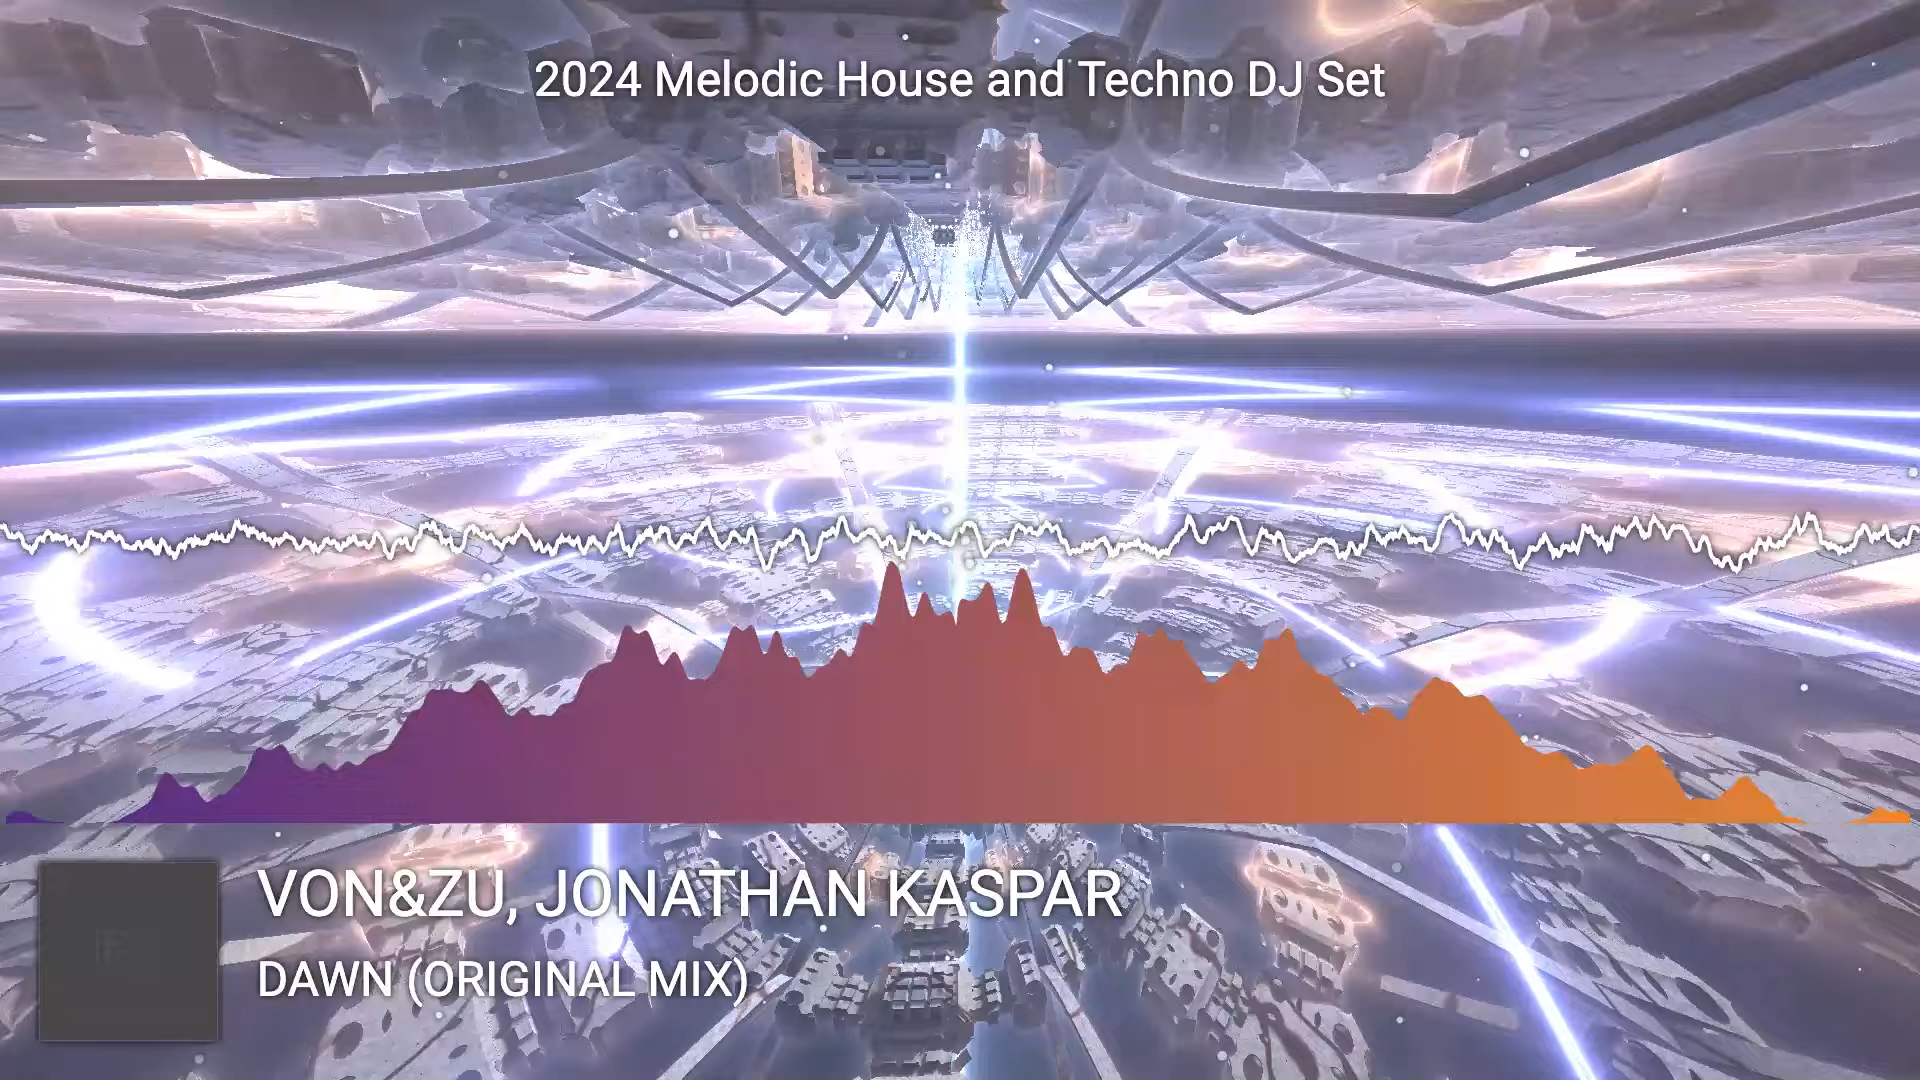 2024 Melodic House and Techno DJ Set
VON&ZU, JONATHAN KASPAR
DAWN (ORIGINAL MIX)